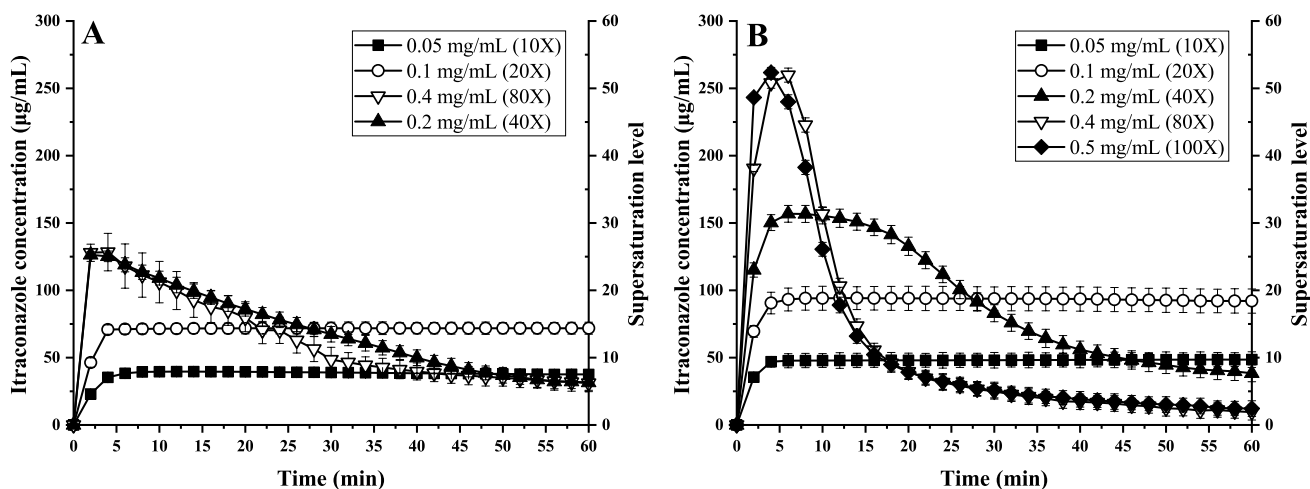 A
0.05 mg/mL (10X)
0.1 mg/mL (20X)
0.4 mg/mL (80X)
0.2 mg/mL (40X)
Itraconazole concentration (µg/mL)
300
250
200
150
100
50
0
Supersaturation level
60
50
40
30
20
10
0
0 5 10 15 20 25 30 35 40 45 50 55 60
Time (min)
B
0.05 mg/mL (10X)
0.1 mg/mL (20X)
0.2 mg/mL (40X)
0.4 mg/mL (80X)
0.5 mg/mL (100X)
Itraconazole concentration (µg/mL)
300
250
200
150
100
50
0
Supersaturation level
60
50
40
30
20
10
0
0 5 10 15 20 25 30 35 40 45 50 55 60
Time (min)